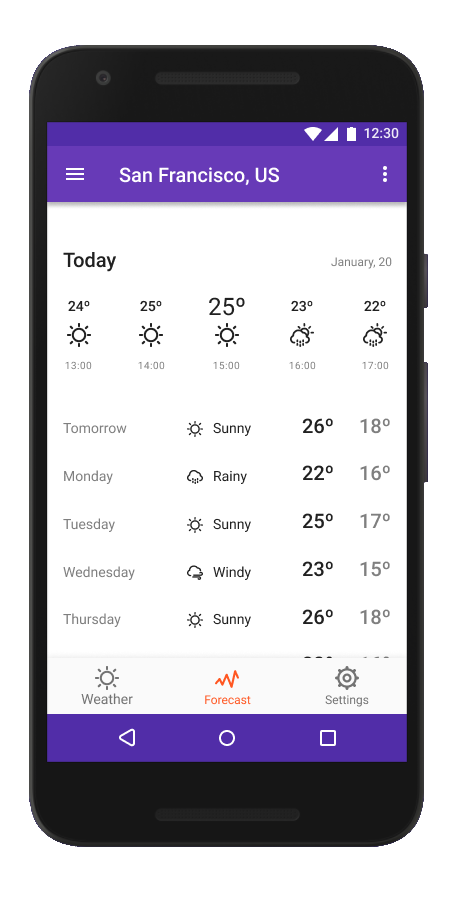 12:30
San Francisco, US
Today January, 20
24º 25º 25º 23º 22º
13:00 14:00 15:00 16:00 17:00
Tomorrow Sunny 26º 18º
Monday Rainy 22º 16º
Tuesday Sunny 25º 17º
Wednesday Windy 23º 15º
Thursday Sunny 26º 18º
Weather Forecast Settings